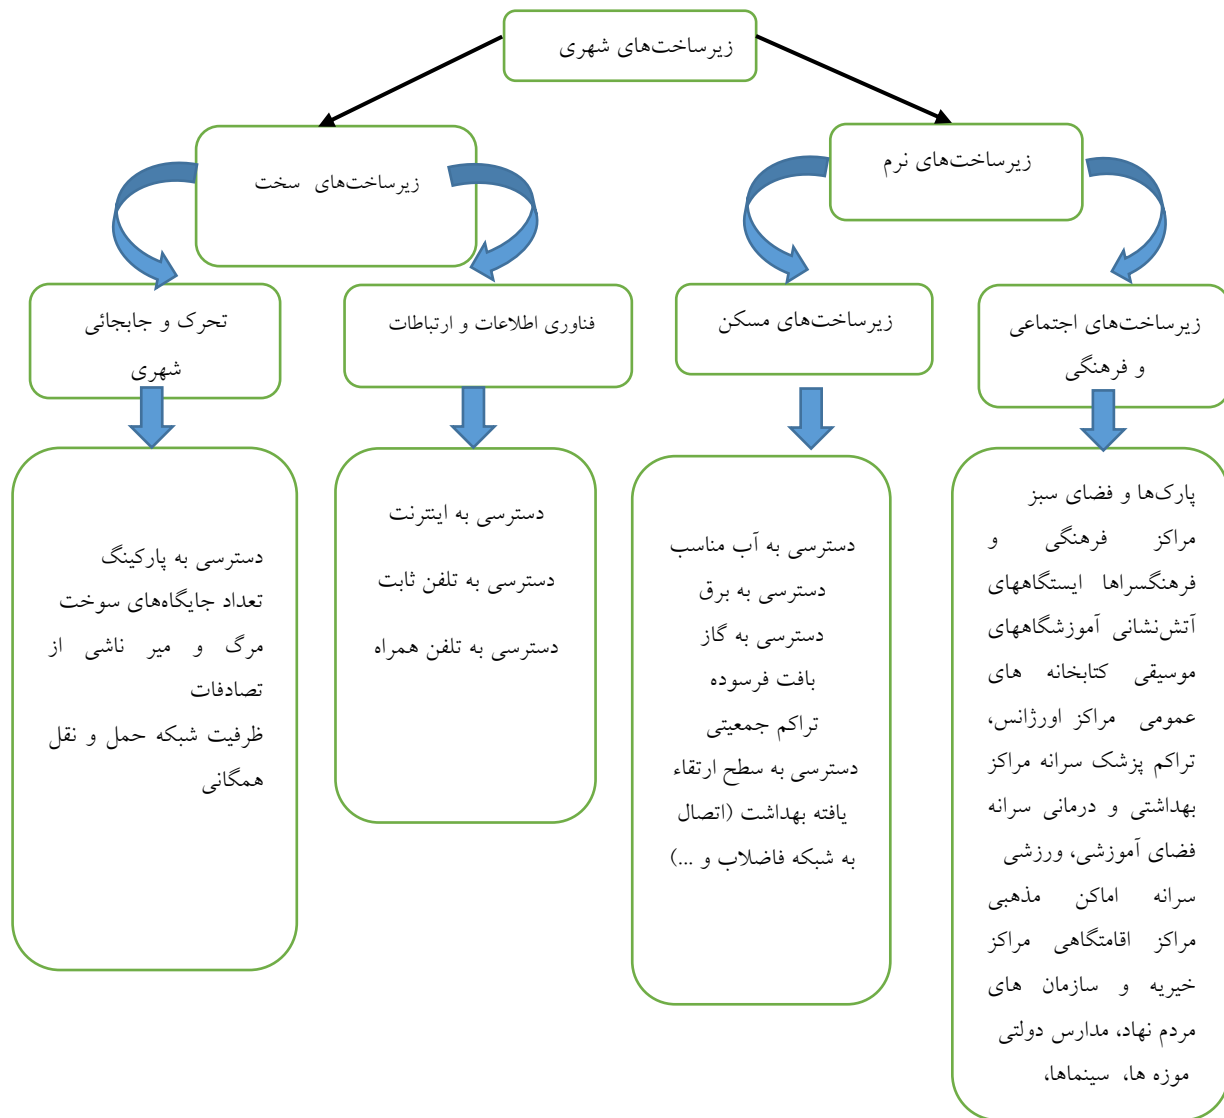 زیرساخت‌های شهری
زیرساخت‌های نرم
زیرساخت‌های سخت
زیرساخت‌های اجتماعی
و فرهنگی
زیرساخت‌های مسکن
فناوری اطلاعات و ارتباطات
تحرک و جابجائی
شهری
پارک‌ها و فضای سبز
مراکز فرهنگی و
فرهنگسراها ایستگاههای
آتش‌نشانی آموزشگاههای
موسیقی کتابخانه های
عمومی مراکز اورژانس،
تراکم پزشک سرانه مراکز
بهداشتی و درمانی سرانه
فضای آموزشی، ورزشی
سرانه اماکن مذهبی
مراکز اقامتگاهی مراکز
خیریه و سازمان های
مردم نهاد، مدارس دولتی
موزه ها، سینماها،
دسترسی به آب مناسب
دسترسی به برق
دسترسی به گاز
بافت فرسوده
تراکم جمعیتی
دسترسی به سطح ارتقاء
یافته بهداشت (اتصال
به شبکه فاضلاب و ...)
دسترسی به اینترنت
دسترسی به تلفن ثابت
دسترسی به تلفن همراه
دسترسی به پارکینگ
تعداد جایگاه‌های سوخت
مرگ و میر ناشی از
تصادفات
ظرفیت شبکه حمل و نقل
همگانی